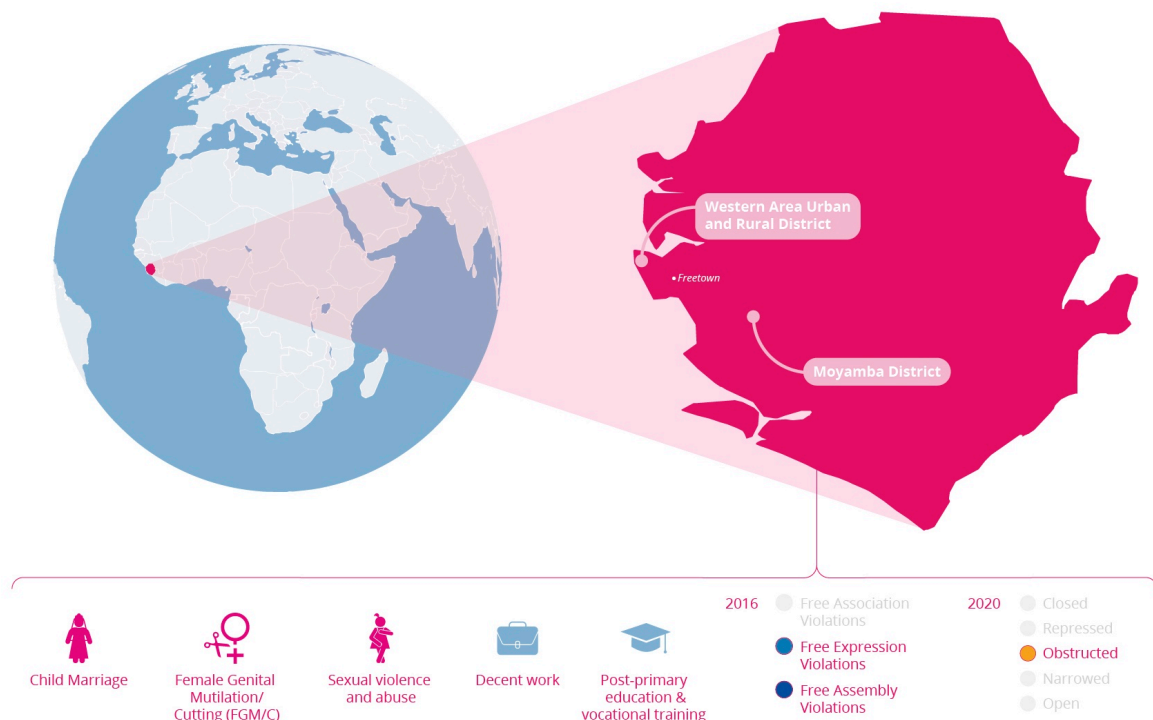 Western Area Urban
and Rural District
Freetown
Moyamba District
Child Marriage
Female Genital
Mutilation/
Cutting (FGM/C)
Sexual violence
and abuse
Decent work
Post-primary
education &
vocational training
2016
Free Association
Violations
Free Expression
Violations
Free Assembly
Violations
2020
Closed
Repressed
Obstructed
Narrowed
Open